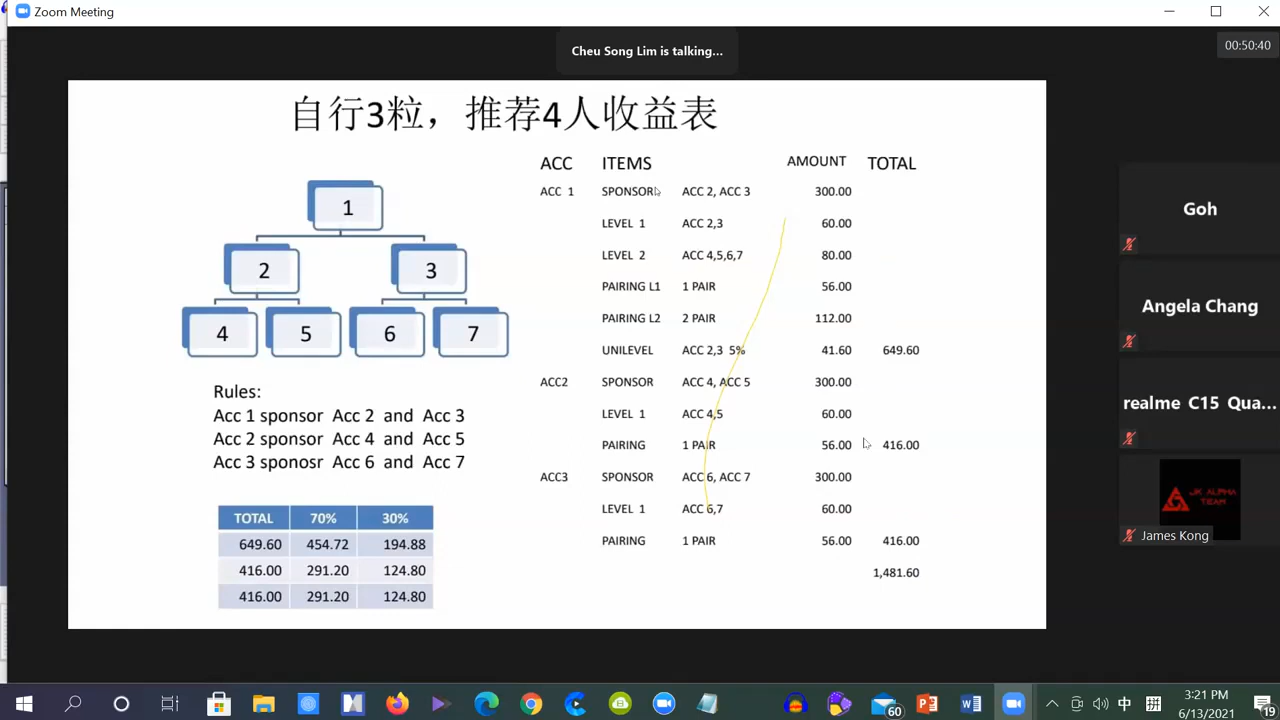 Zoom Meeting
Cheu Song Lim is talking...
00:50:40
自行3粒，推荐4人收益表
1
2 3
4 5 6 7
Rules:
Acc 1 sponsor Acc 2 and Acc 3
Acc 2 sponsor Acc 4 and Acc 5
Acc 3 sponosr Acc 6 and Acc 7
TOTAL 70% 30%
649.60 454.72 194.88
416.00 291.20 124.80
416.00 291.20 124.80
ACC ITEMS AMOUNT TOTAL
ACC 1 SPONSOR ACC 2, ACC 3 300.00
LEVEL 1 ACC 2,3 60.00
LEVEL 2 ACC 4,5,6,7 80.00
PAIRING L1 1 PAIR 56.00
PAIRING L2 2 PAIR 112.00
UNILEVEL ACC 2,3 5% 41.60 649.60
ACC2 SPONSOR ACC 4, ACC 5 300.00
LEVEL 1 ACC 4,5 60.00
PAIRING 1 PAIR 56.00 416.00
ACC3 SPONSOR ACC 6, ACC 7 300.00
LEVEL 1 ACC 6,7 60.00
PAIRING 1 PAIR 56.00 416.00
1,481.60
Goh
Angela Chang
realme C15 Qua...
JK ALPHA
TEAM
James Kong
60
中
拼
3:21 PM
6/13/2021
19